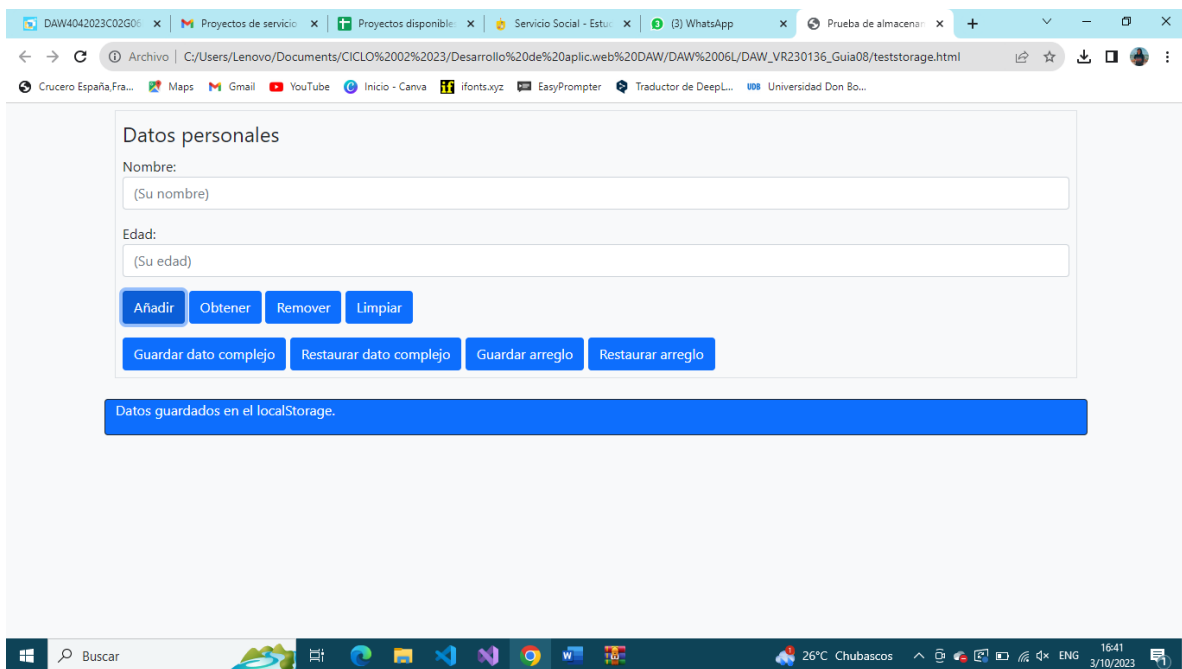 DAW4042023C02G06
Proyectos de servicio
Proyectos disponible
Servicio Social - Estu
(3) WhatsApp
Prueba de almacena
Archivo | C:/Users/Lenovo/Documents/CICLO%2002%2023/Desarrollo%20de%20aplic.web%20DAW/DAW%2006L/DAW_VR230136_Guia08/teststorage.html
Crucero España,Fra... Maps Gmail YouTube Inicio - Canva ifonts.xyz EasyPrompter Traductor de DeepL... UDB Universidad Don Bo...
Datos personales
Nombre:
(Su nombre)
Edad:
(Su edad)
Añadir Obtener Remover Limpiar
Guardar dato complejo Restaurar dato complejo Guardar arreglo Restaurar arreglo
Datos guardados en el localStorage.
Buscar
26°C Chubascos
ENG
16:41
3/10/2023